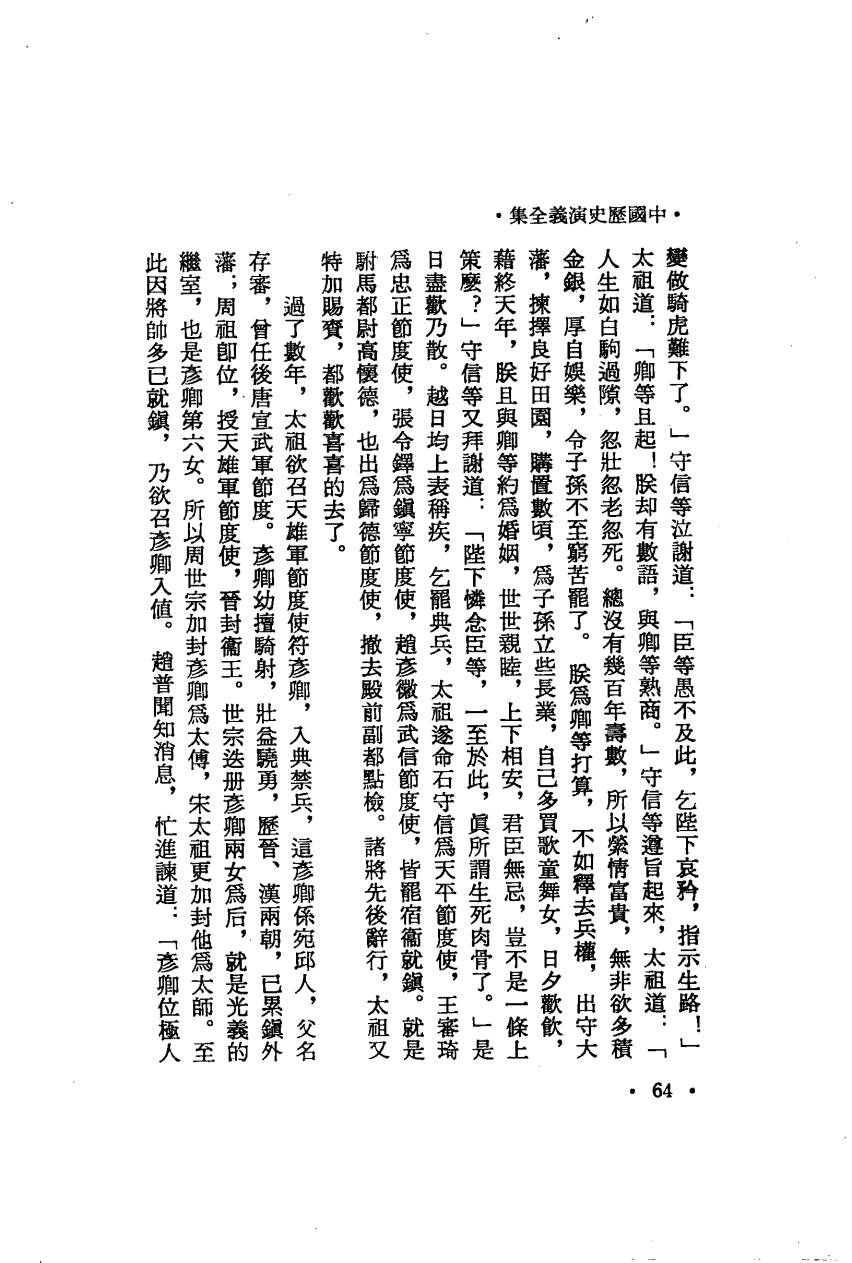 •中國歷史演義全集•
變做騎虎難下了。」守信等泣謝道：「臣等愚不及此，乞陛下哀矜，指示生路！」
太祖道：「卿等且起！朕却有數語，與卿等熟商。」守信等遵旨起來，太祖道：「
人生如白駒過隙，忽壯忽老忽死。總沒有幾百年壽數，所以縈情富貴，無非欲多積
金銀，厚自娛樂，令子孫不至窮苦罷了。朕爲卿等打算，不如釋去兵權，出守大
藩，揀擇良好田園，購置數頃，爲子孫立些長業，自己多買歌童舞女，日夕歡飲，
藉終天年，朕且與卿等約爲婚姻，世世親睦，上下相安，君臣無忌，豈不是一條上
策麽？」守信等又拜謝道：「陛下憐念臣等，一至於此，眞所謂生死肉骨了。」是
日盡歡乃散。越日均上表稱疾，乞罷典兵，太祖遂命石守信爲天平節度使，王審琦
爲忠正節度使，張令鐸爲鎭寧節度使，趙彥徽爲武信節度使，皆罷宿衞就鎭。就是
駙馬都尉高懷德，也出爲歸德節度使，撤去殿前副都點檢。諸將先後辭行，太祖又
特加賜賚，都歡歡喜喜的去了。
過了數年，太祖欲召天雄軍節度使符彥卿，入典禁兵，這彥卿係宛邱人，父名
存審，曾任後唐宣武軍節度。彥卿幼擅騎射，壯益驍勇，歷晉、漢兩朝，已累鎭外
藩；周祖卽位，授天雄軍節度使，晉封衞王。世宗迭册彥卿兩女爲后，就是光義的
繼室，也是彥卿第六女。所以周世宗加封彥卿爲太傅，宋太祖更加封他爲太師。至
此因將帥多已就鎭，乃欲召彥卿入値。趙普聞知消息，忙進諫道：「彥卿位極人
• 64 •